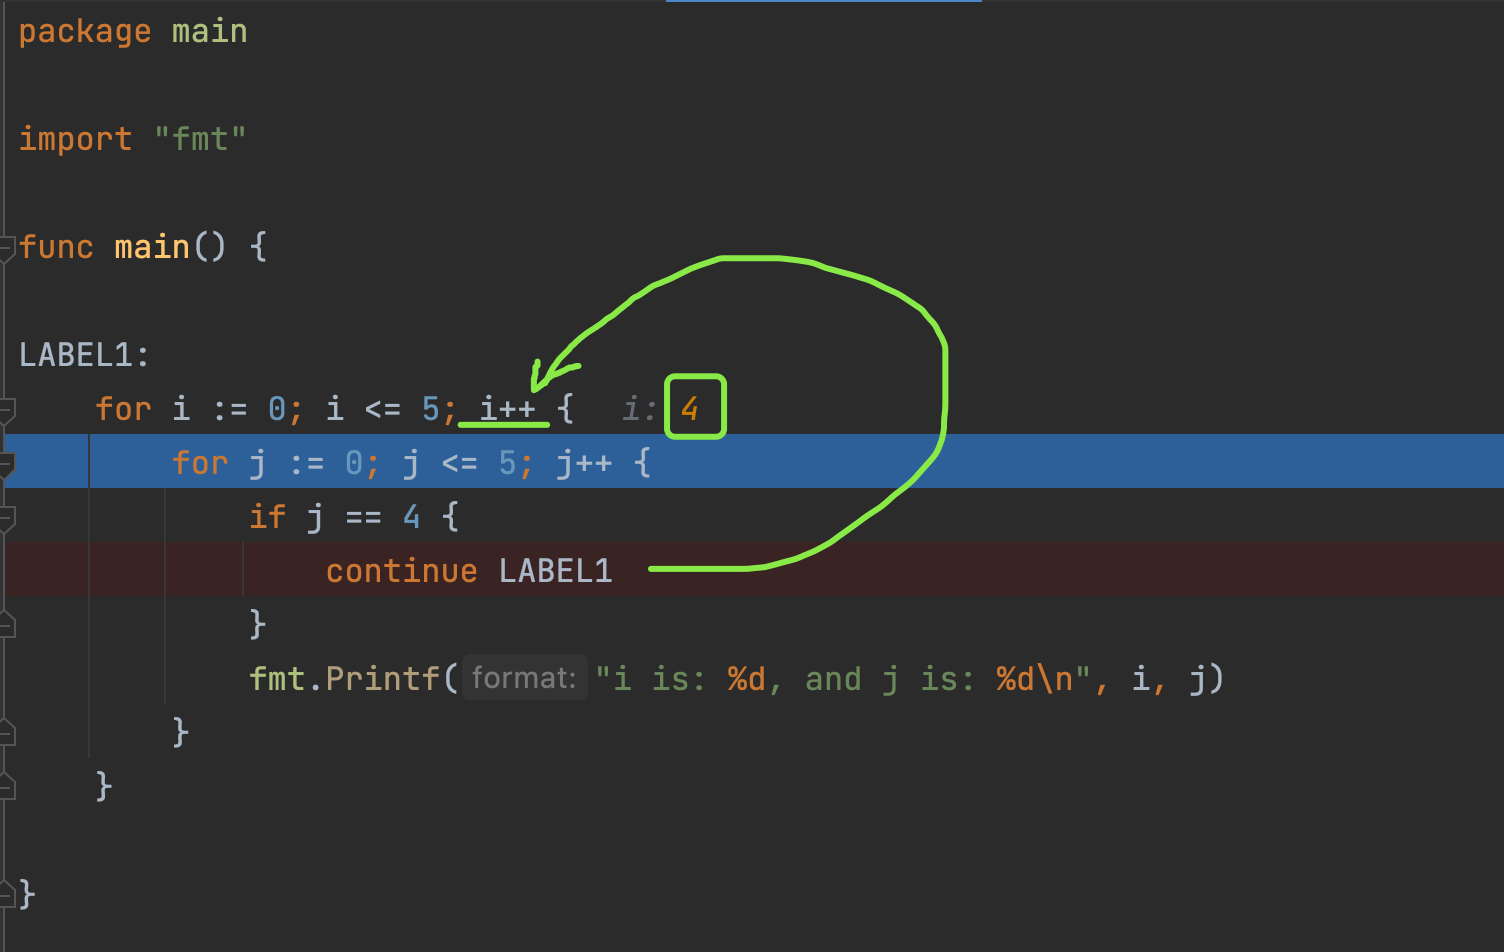 package main
import "fmt"
func main() {
LABEL1:
for i := 0; i <= 5; i++ { i: 4
for j := 0; j <= 5; j++ {
if j == 4 {
continue LABEL1
}
fmt.Printf( format: "i is: %d, and j is: %d\n", i, j)
}
}
}